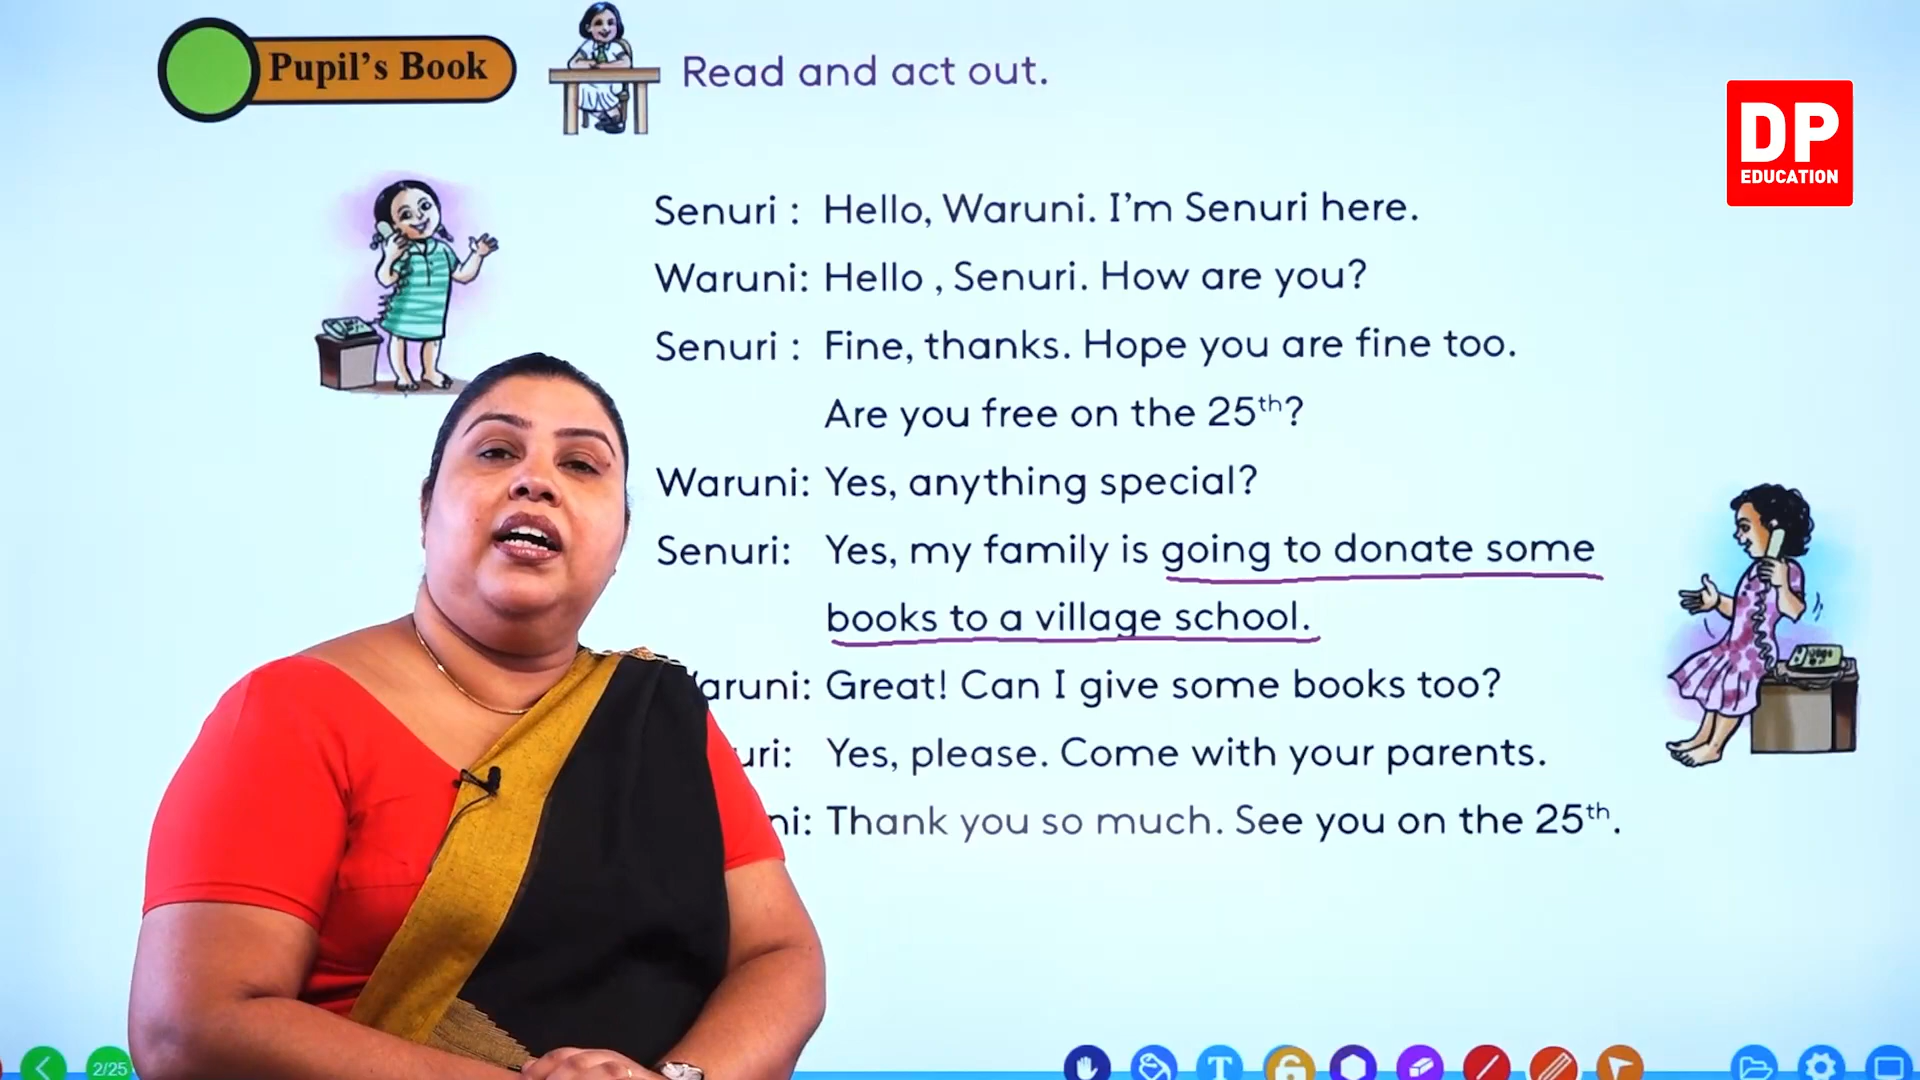 Pupil's Book
Read and act out.
DP
EDUCATION
Senuri : Hello, Waruni. I'm Senuri here.
Waruni: Hello , Senuri. How are you?
Senuri : Fine, thanks. Hope you are fine too.
Are you free on the 25th?
Waruni: Yes, anything special?
Senuri: Yes, my family is going to donate some
books to a village school.
aruni: Great! Can I give some books too?
uri: Yes, please. Come with your parents.
ni: Thank you so much. See you on the 25th.
2/25
T